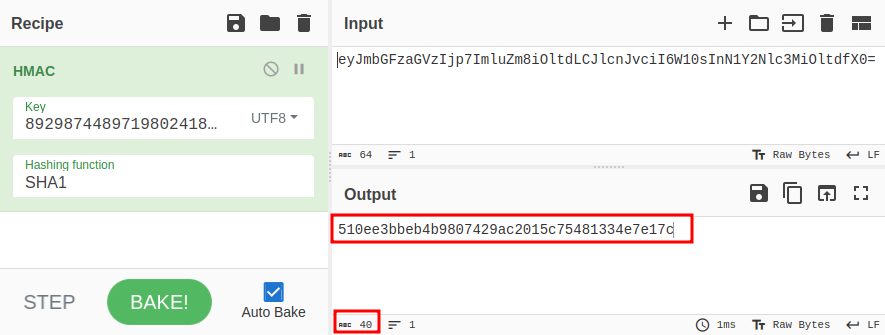 Recipe
HMAC
Key
8929874489719802418...
UTF8
Hashing function
SHA1
STEP
BAKE!
Auto Bake
Input
eyJmbGFzaGVzIjp7ImluZm8iOltdLCJlcnJvciI6W10sInN1Y2Nlc3MiOltdfX0=
ABC 64 1
Tт Raw Bytes LF
Output
510ee3bbeb4b9807429ac2015c75481334e7e17c
ABC 40 1
1ms Tт Raw Bytes LF